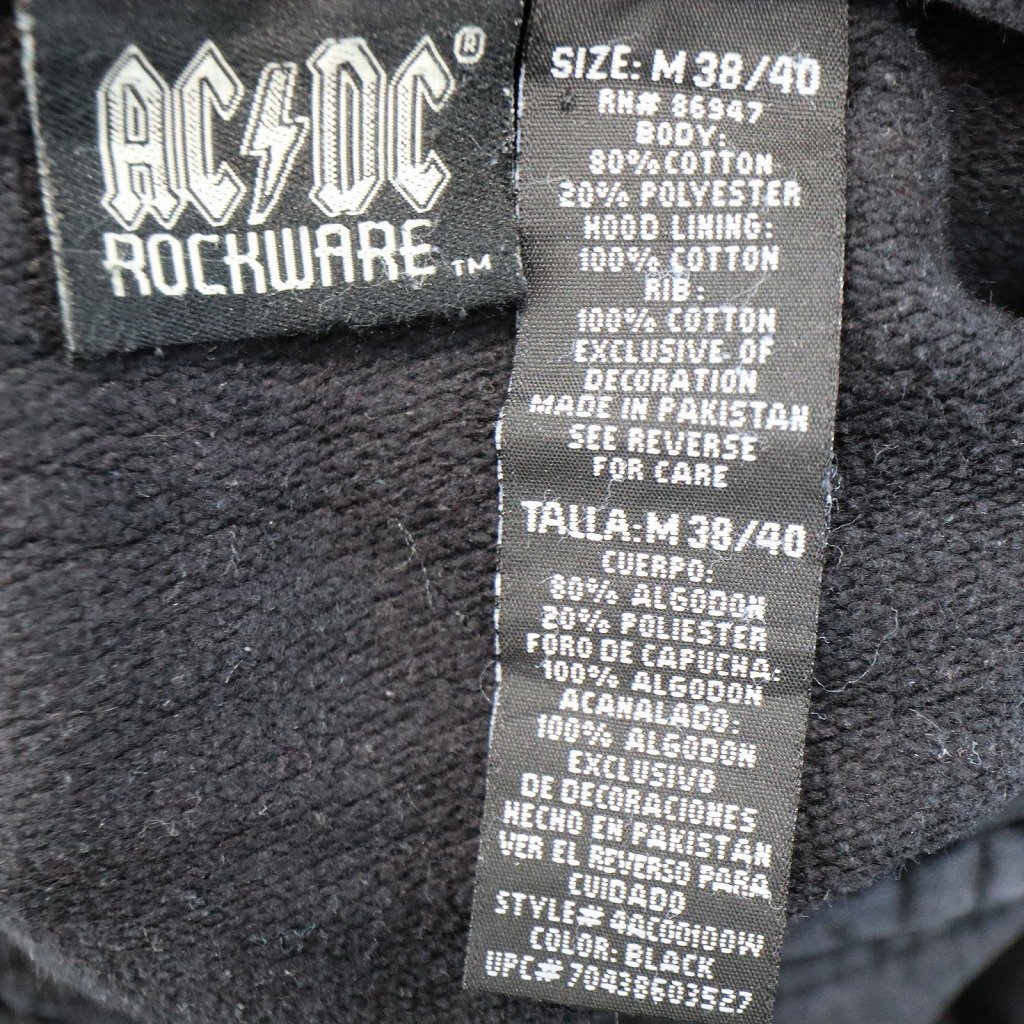 AC⚡DC®
ROCKWARE™
SIZE: M 38/40
RN# 86947
BODY:
80% COTTON
20% POLYESTER
HOOD LINING:
100% COTTON
RIB:
100% COTTON
EXCLUSIVE OF
DECORATION
MADE IN PAKISTAN
SEE REVERSE
FOR CARE
TALLA: M 38/40
CUERPO:
80% ALGODON
20% POLIESTER
FORO DE CAPUCHA:
100% ALGODON
ACANALADO:
100% ALGODON
EXCLUSIVO
DE DECORACIONES
HECHO EN PAKISTAN
VER EL REVERSO PARA
CUIDADO
STYLE# 4AC00100W
COLOR: BLACK
UPC# 70438603527